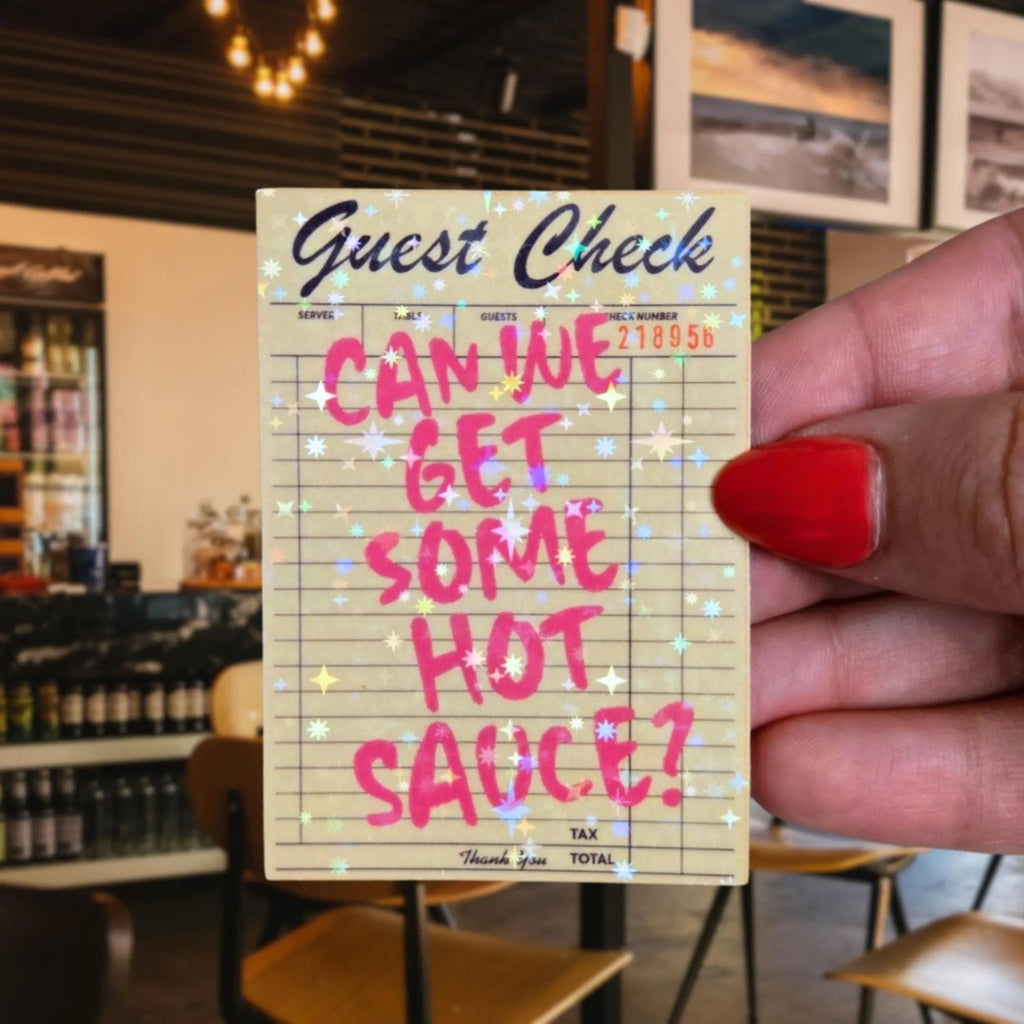 Guest Check
SERVER TABLE GUESTS CHECK NUMBER
218956
CAN WE
GET
SOME
HOT
SAUCE?
TAX
Thank You TOTAL